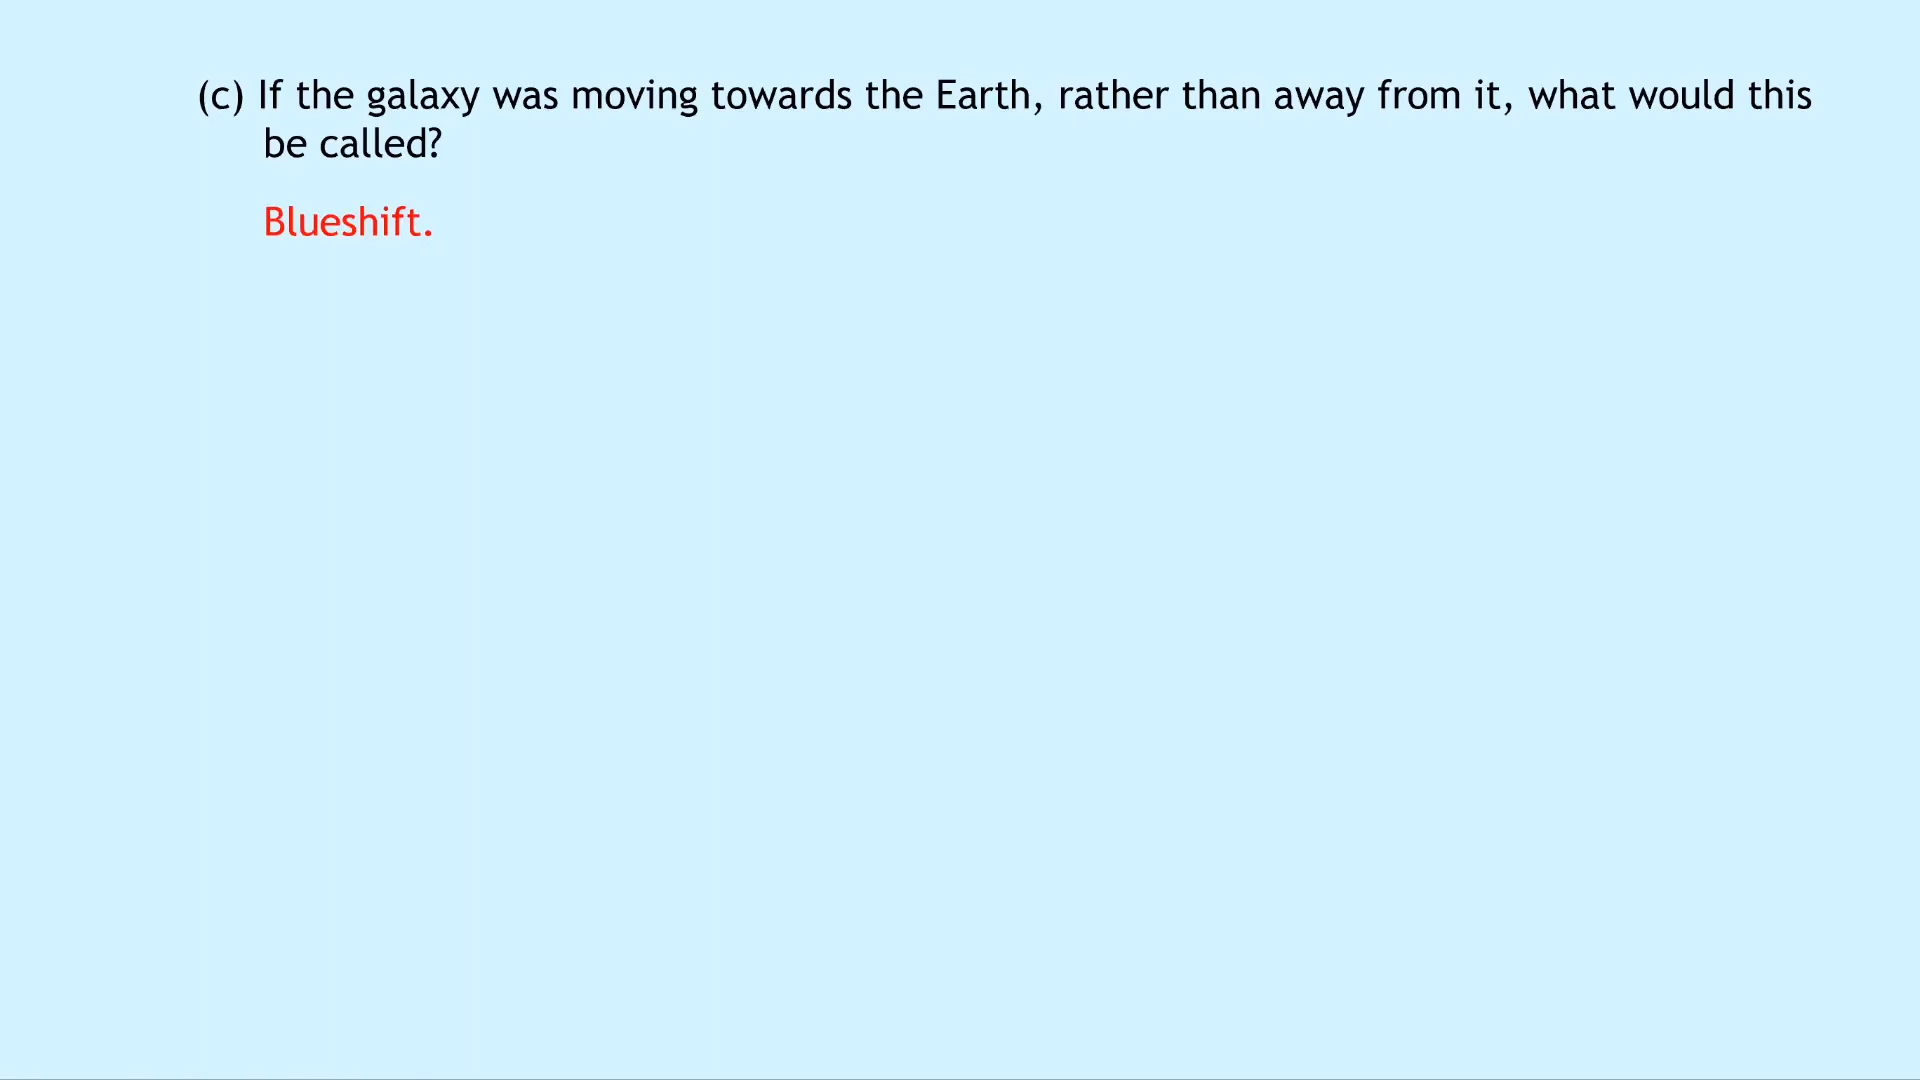 (c) If the galaxy was moving towards the Earth, rather than away from it, what would this
be called?
Blueshift.